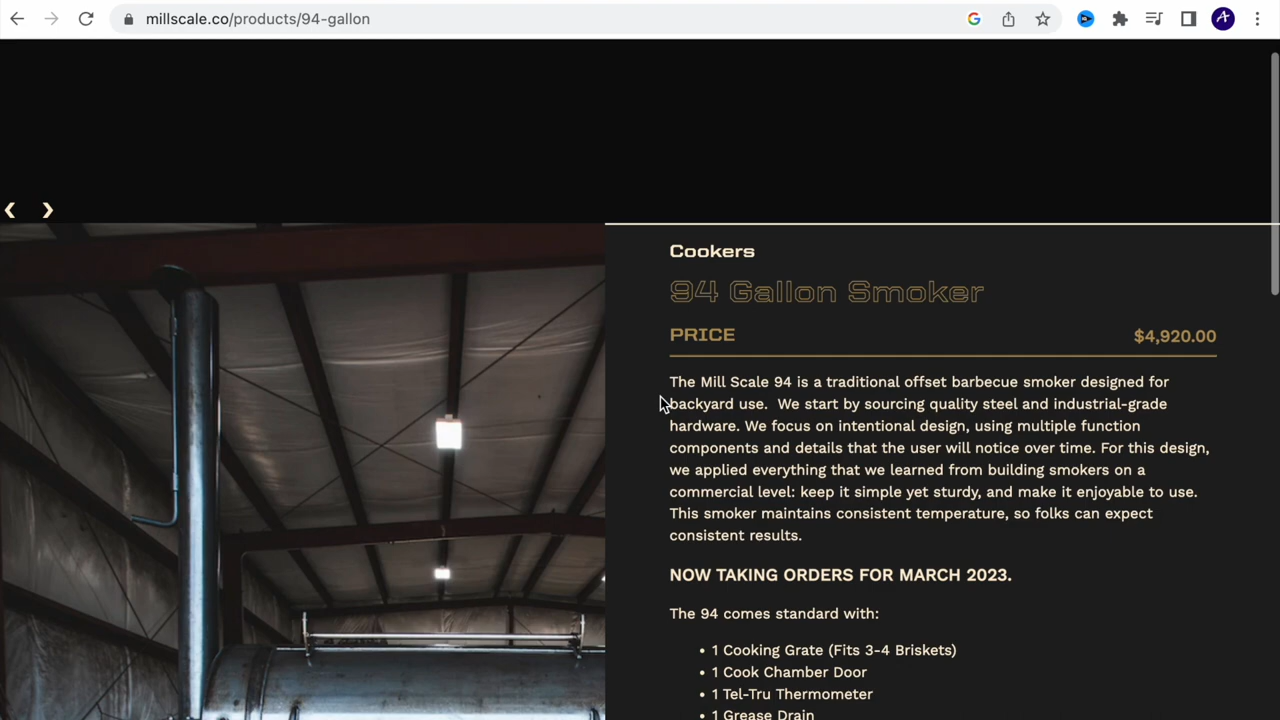 millscale.co/products/94-gallon
Cookers
94 Gallon Smoker
PRICE $4,920.00
The Mill Scale 94 is a traditional offset barbecue smoker designed for
backyard use. We start by sourcing quality steel and industrial-grade
hardware. We focus on intentional design, using multiple function
components and details that the user will notice over time. For this design,
we applied everything that we learned from building smokers on a
commercial level: keep it simple yet sturdy, and make it enjoyable to use.
This smoker maintains consistent temperature, so folks can expect
consistent results.
NOW TAKING ORDERS FOR MARCH 2023.
The 94 comes standard with:
• 1 Cooking Grate (Fits 3-4 Briskets)
• 1 Cook Chamber Door
• 1 Tel-Tru Thermometer
• 1 Grease Drain